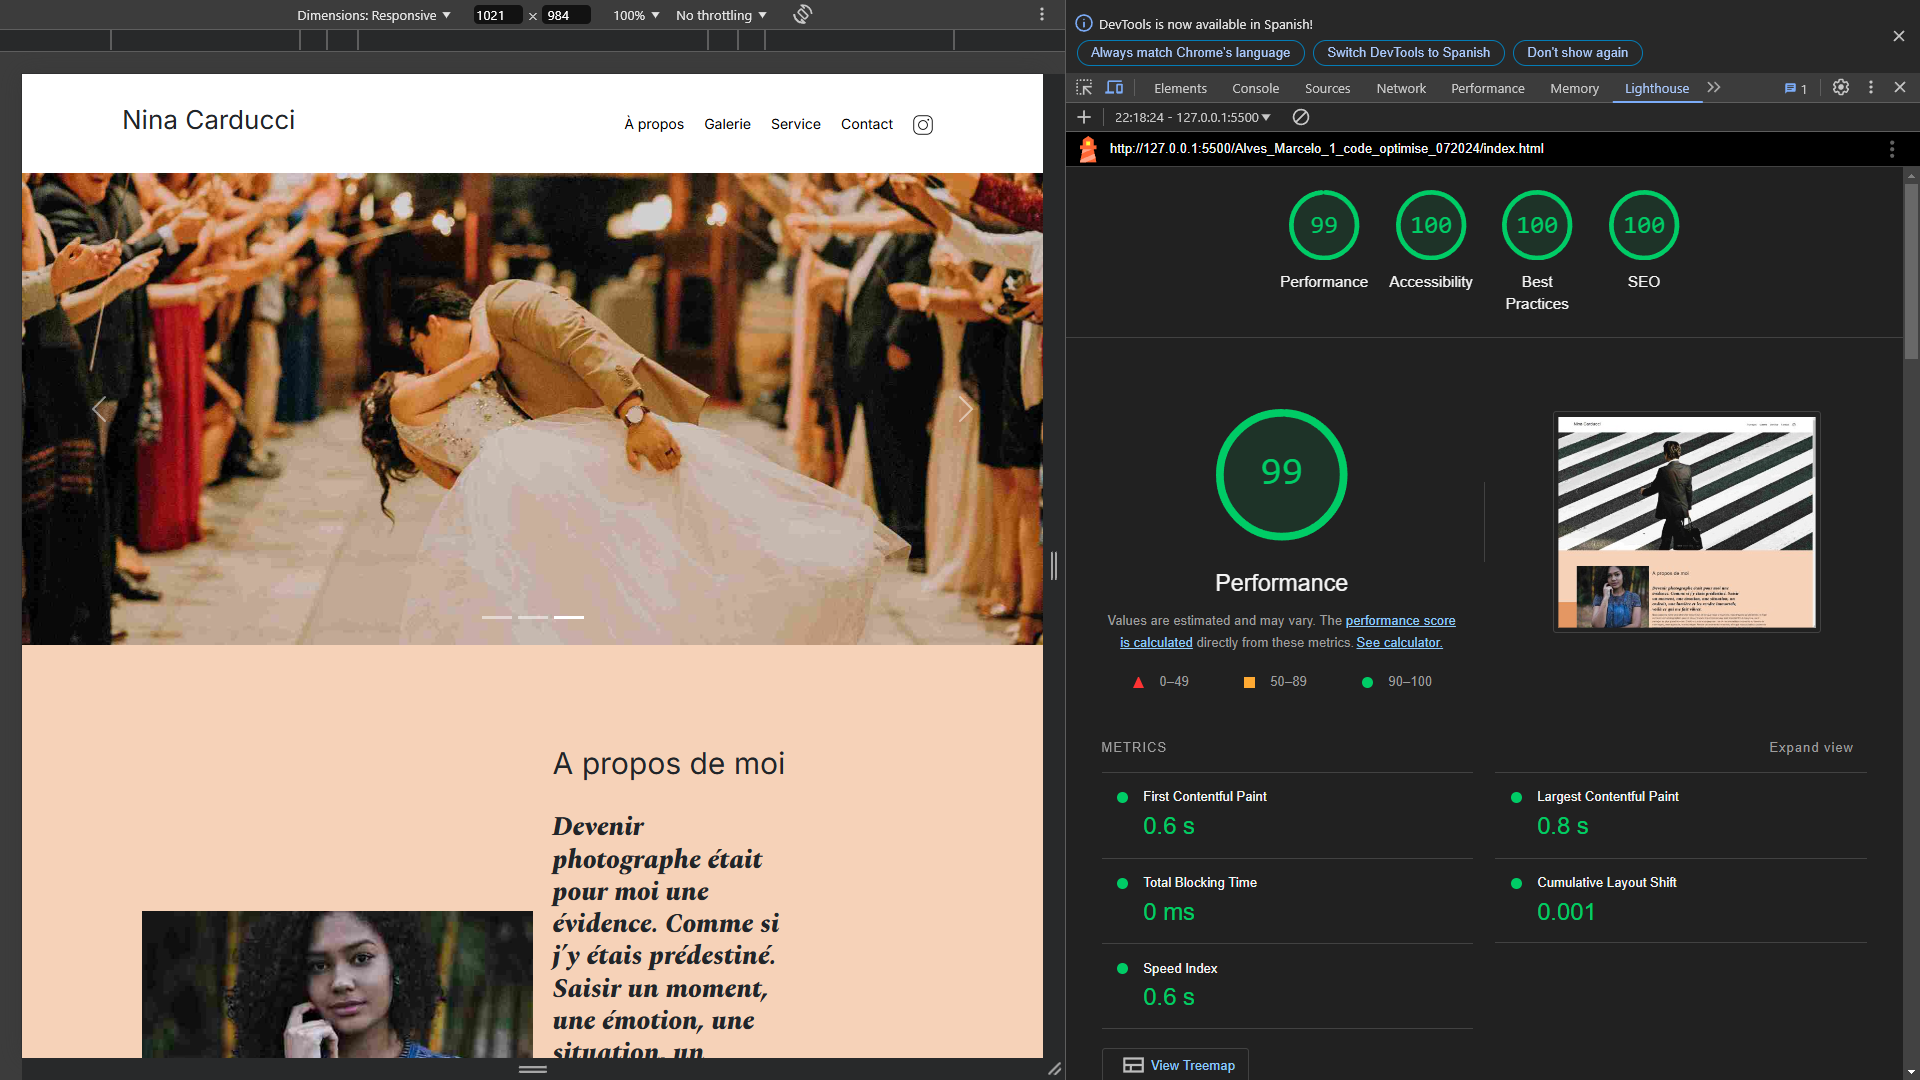 Dimensions: Responsive
1021 × 984
100%
No throttling
Nina Carducci
À propos
Galerie
Service
Contact
A propos de moi
Devenir
photographe était
pour moi une
évidence. Comme si
j'y étais prédestiné.
Saisir un moment,
une émotion, une
situation, un
DevTools is now available in Spanish!
Always match Chrome's language
Switch DevTools to Spanish
Don't show again
Elements
Console
Sources
Network
Performance
Memory
Lighthouse
1
22:18:24 - 127.0.0.1:5500
http://127.0.0.1:5500/Alves_Marcelo_1_code_optimise_072024/index.html
99
Performance
100
Accessibility
100
Best
Practices
100
SEO
99
Performance
Values are estimated and may vary. The performance score
is calculated directly from these metrics. See calculator.
0–49
50–89
90–100
Nina Carducci
A propos de moi
METRICS
Expand view
First Contentful Paint
0.6 s
Largest Contentful Paint
0.8 s
Total Blocking Time
0 ms
Cumulative Layout Shift
0.001
Speed Index
0.6 s
View Treemap